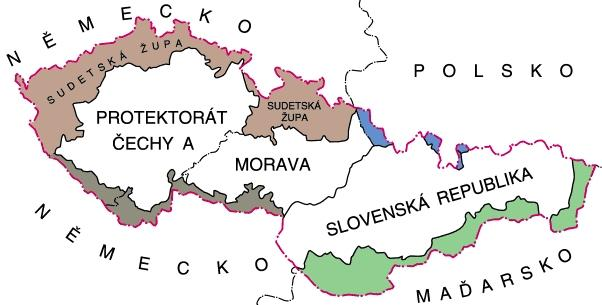 NĚMECKO
SUDETSKÁ ŽUPA
POLSKO
PROTEKTORÁT
ČECHY A
SUDETSKÁ
ŽUPA
MORAVA
SLOVENSKÁ REPUBLIKA
NĚMECKO
MAĎARSKO